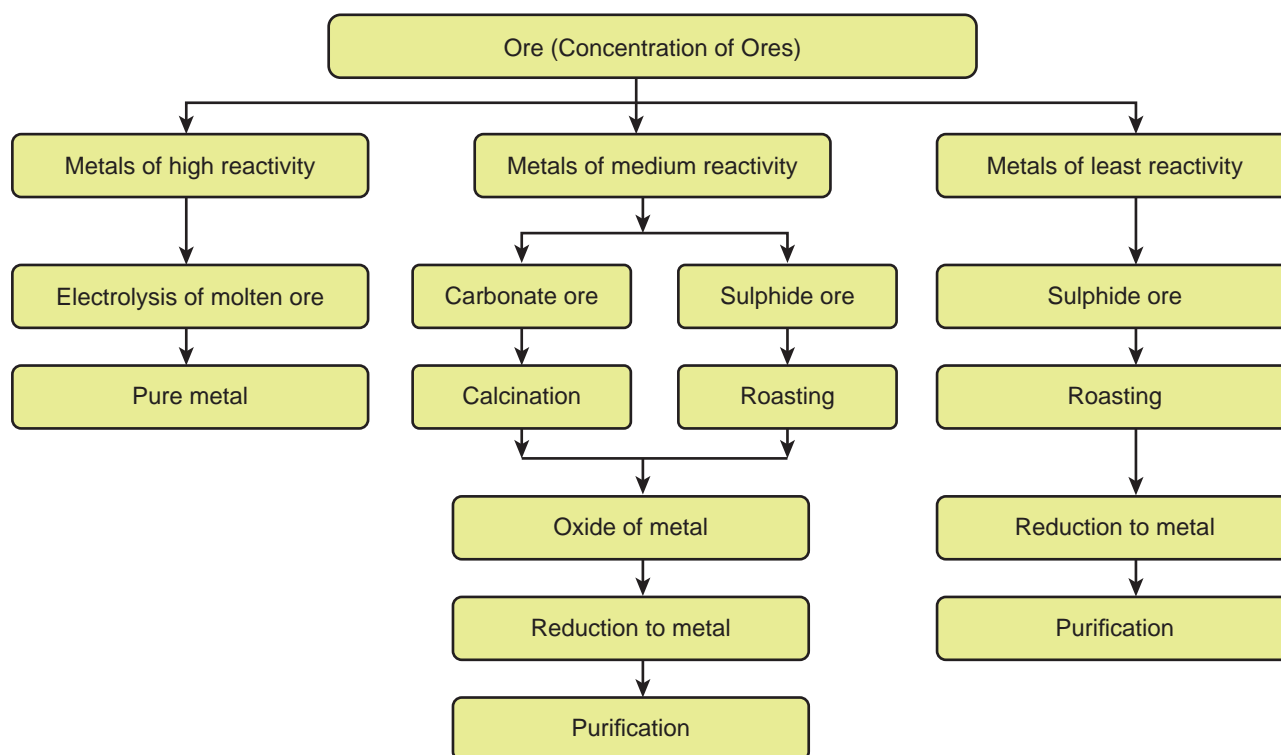 Ore (Concentration of Ores)
Metals of high reactivity
Metals of medium reactivity
Metals of least reactivity
Electrolysis of molten ore
Carbonate ore
Sulphide ore
Sulphide ore
Pure metal
Calcination
Roasting
Roasting
Oxide of metal
Reduction to metal
Reduction to metal
Purification
Purification